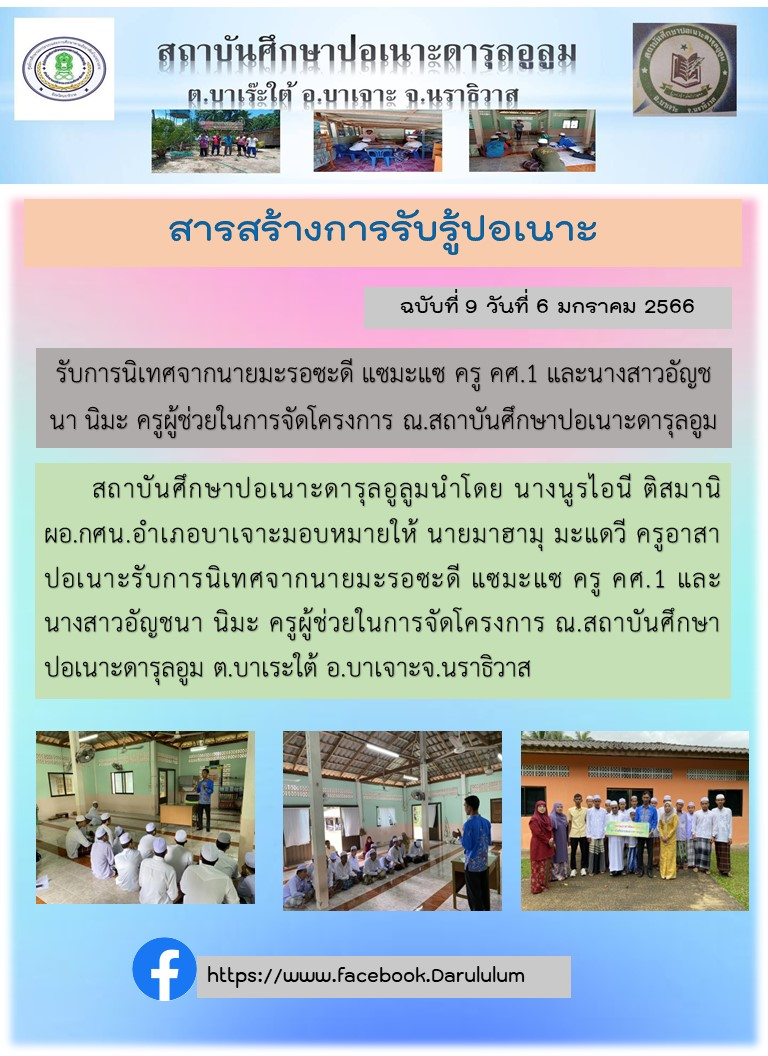 สถาบันศึกษาปอเนาะดารุลอูลูม
ต.บาเร๊ะใต้ อ.บาเจาะ จ.นราธิวาส
สารสร้างการรับรู้ปอเนาะ
ฉบับที่ 9 วันที่ 6 มกราคม 2566
รับการนิเทศจากนายมะรอซะดี แซมะแซ ครู คศ.1 และนางสาวอัญช
นา นิมะ ครูผู้ช่วยในการจัดโครงการ ณ.สถาบันศึกษาปอเนาะดารุลอูม
สถาบันศึกษาปอเนาะดารุลอูลูมนำโดย นางนูรไอนี ติสมานิ
ผอ.กศน.อำเภอบาเจาะมอบหมายให้ นายมาฮามุ มะแดวี ครูอาสา
ปอเนาะรับการนิเทศจากนายมะรอซะดี แซมะแซ ครู คศ.1 และ
นางสาวอัญชนา นิมะ ครูผู้ช่วยในการจัดโครงการ ณ.สถาบันศึกษา
ปอเนาะดารุลอูม ต.บาเระใต้ อ.บาเจาะจ.นราธิวาส
https://www.facebook.Darululum